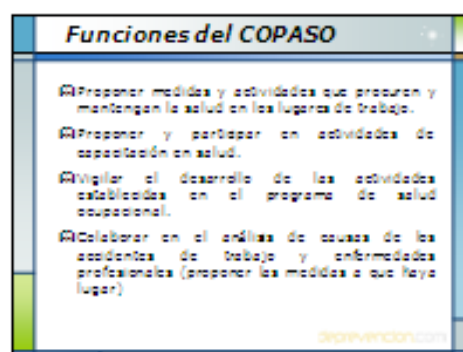 Funciones del COPASO
Proponer medidas y actividades que procuren y
mantengan la salud en los lugares de trabajo.
Proponer y participar en actividades de
capacitación en salud.
Vigilar el desarrollo de las actividades
establecidas en el programa de salud
ocupacional.
Colaborar en el análisis de causas de los
accidentes de trabajo y enfermedades
profesionales (proponer las medidas a que haya
lugar)
deprevencion.com